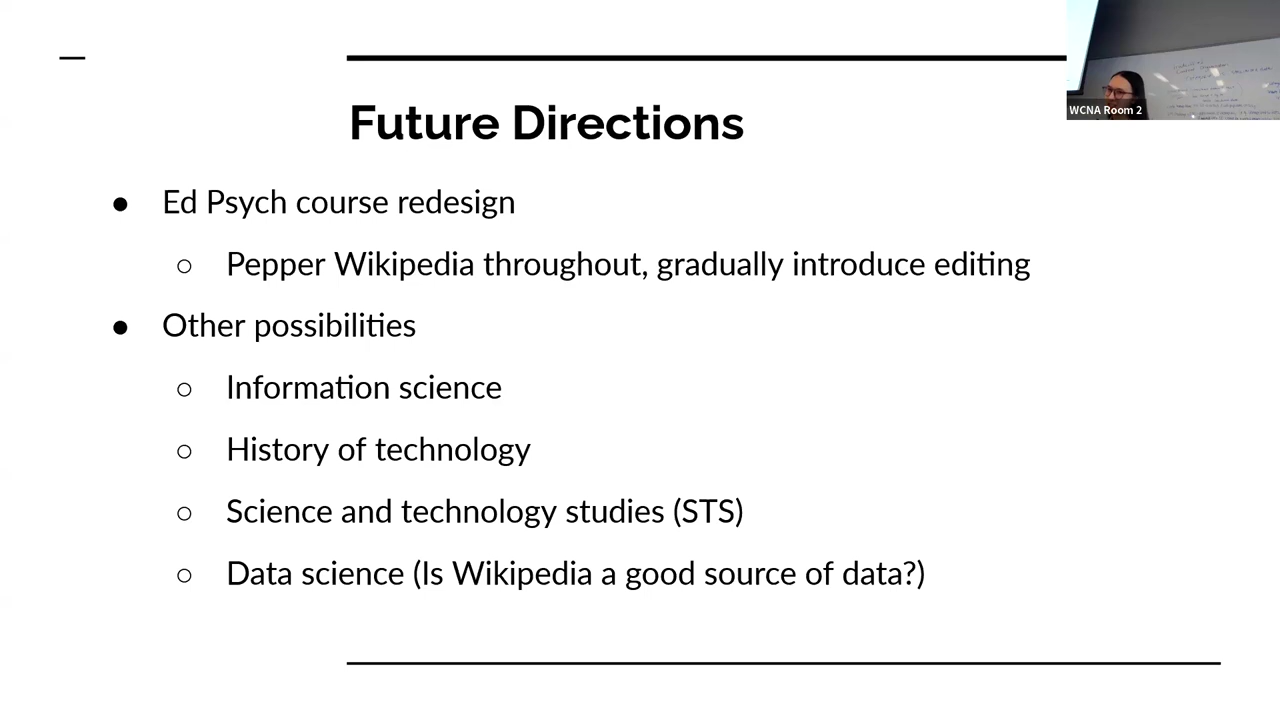 Future Directions
WCNA Room 2
● Ed Psych course redesign
○ Pepper Wikipedia throughout, gradually introduce editing
● Other possibilities
○ Information science
○ History of technology
○ Science and technology studies (STS)
○ Data science (Is Wikipedia a good source of data?)